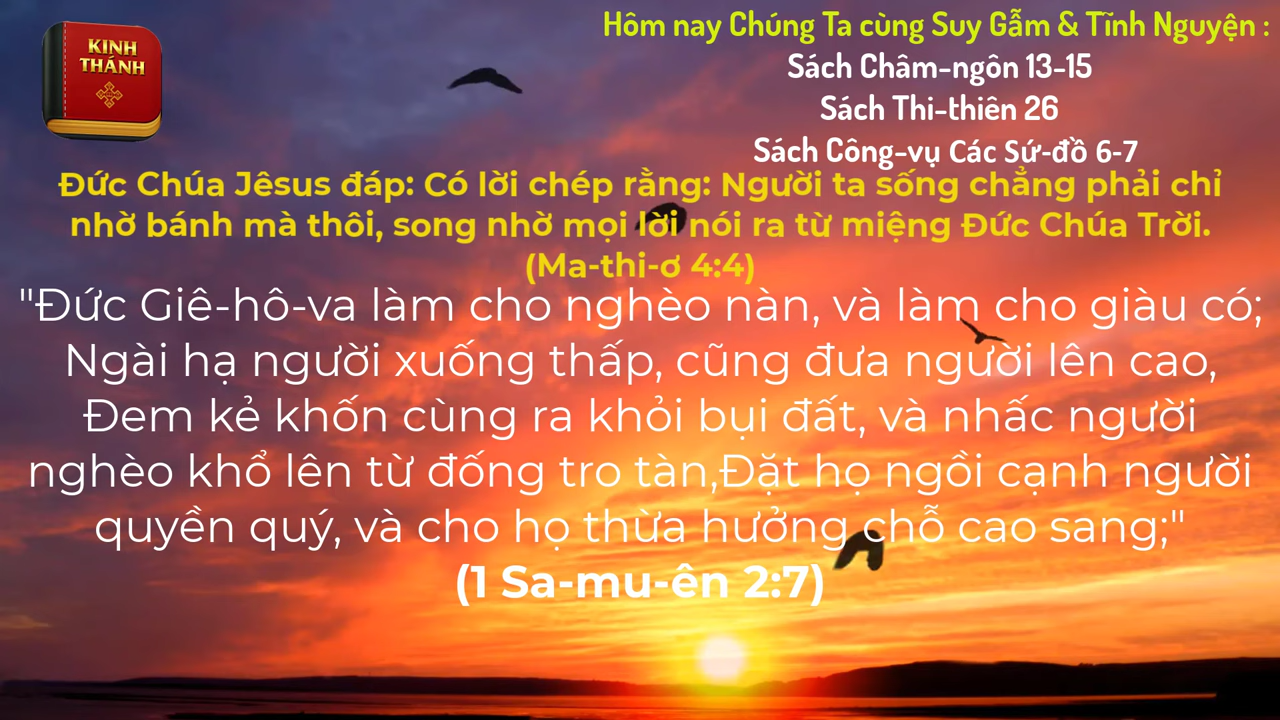 KINH
THÁNH
Hôm nay Chúng Ta cùng Suy Gẫm & Tĩnh Nguyện :
Sách Châm-ngôn 13-15
Sách Thi-thiên 26
Sách Công-vụ Các Sứ-đồ 6-7
Đức Chúa Jêsus đáp: Có lời chép rằng: Người ta sống chẳng phải chỉ
nhờ bánh mà thôi, song nhờ mọi lời nói ra từ miệng Đức Chúa Trời.
(Ma-thi-ơ 4:4)
"Đức Giê-hô-va làm cho nghèo nàn, và làm cho giàu có;
Ngài hạ người xuống thấp, cũng đưa người lên cao,
Đem kẻ khốn cùng ra khỏi bụi đất, và nhấc người
nghèo khổ lên từ đống tro tàn,Đặt họ ngồi cạnh người
quyền quý, và cho họ thừa hưởng chỗ cao sang;"
(1 Sa-mu-ên 2:7)